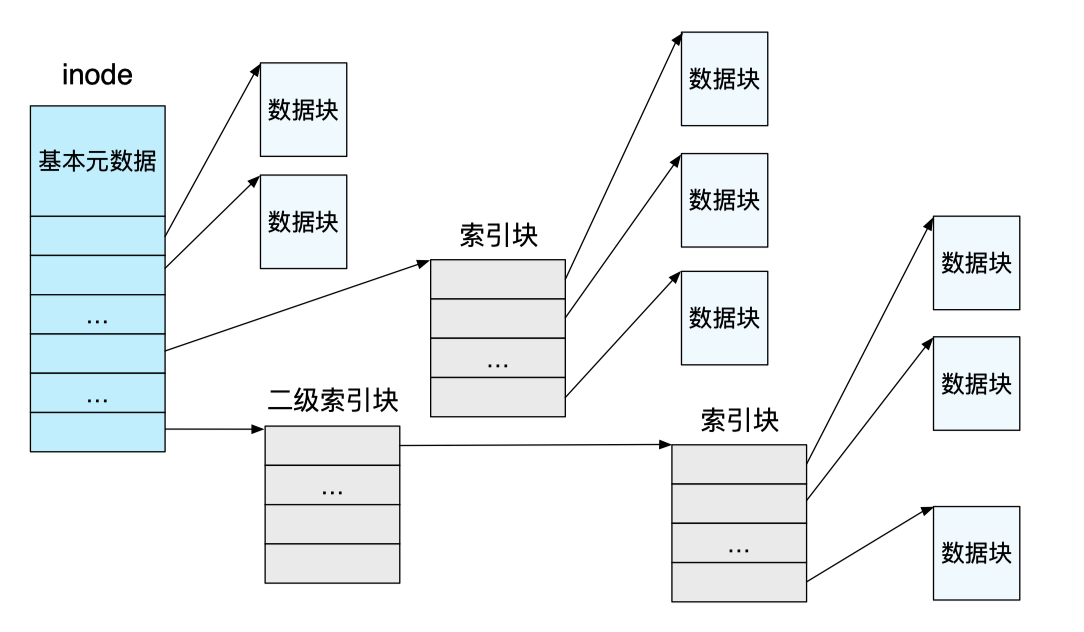 inode
基本元数据
...
...
数据块
数据块
索引块
...
数据块
数据块
数据块
二级索引块
...
索引块
...
数据块
数据块
数据块